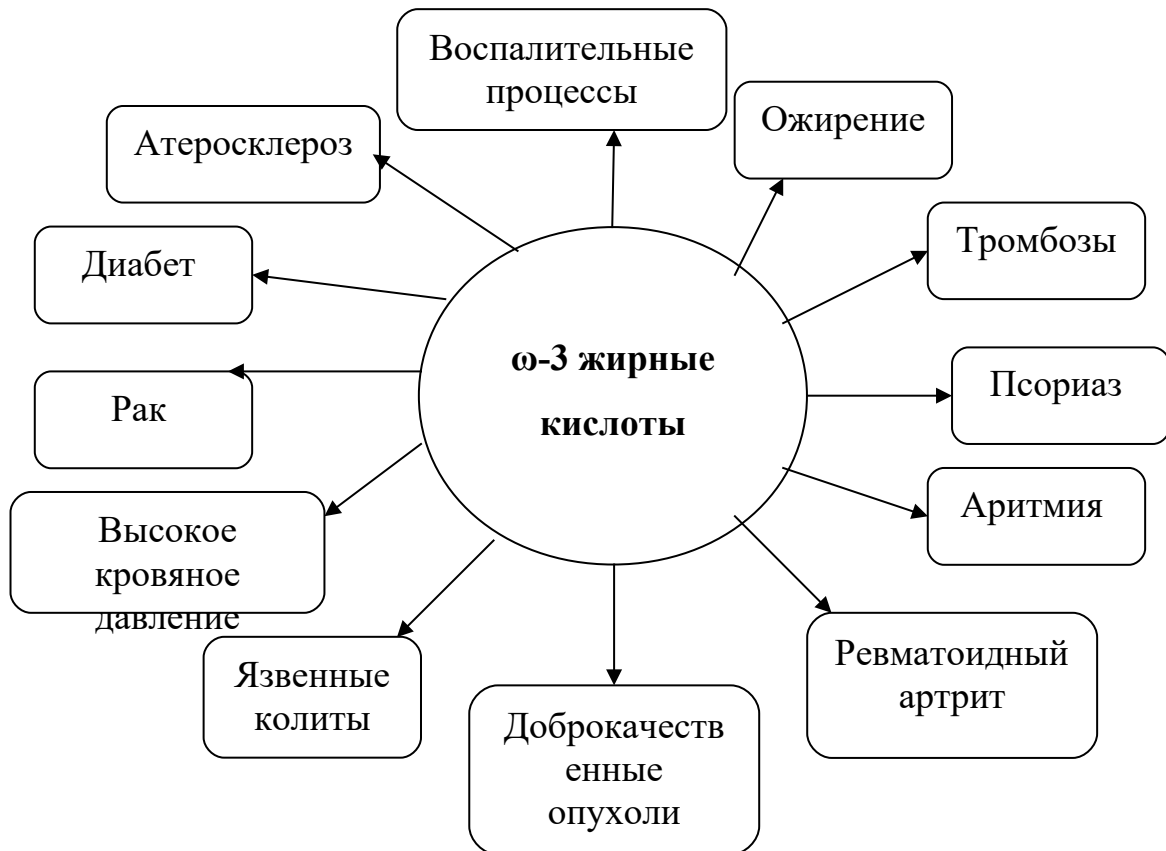 Воспалительные
процессы
Ожирение
Атеросклероз
Тромбозы
Диабет
ω-3 жирные
кислоты
Псориаз
Рак
Аритмия
Высокое
кровяное
давление
Ревматоидный
артрит
Язвенные
колиты
Доброкачеств
енные
опухоли